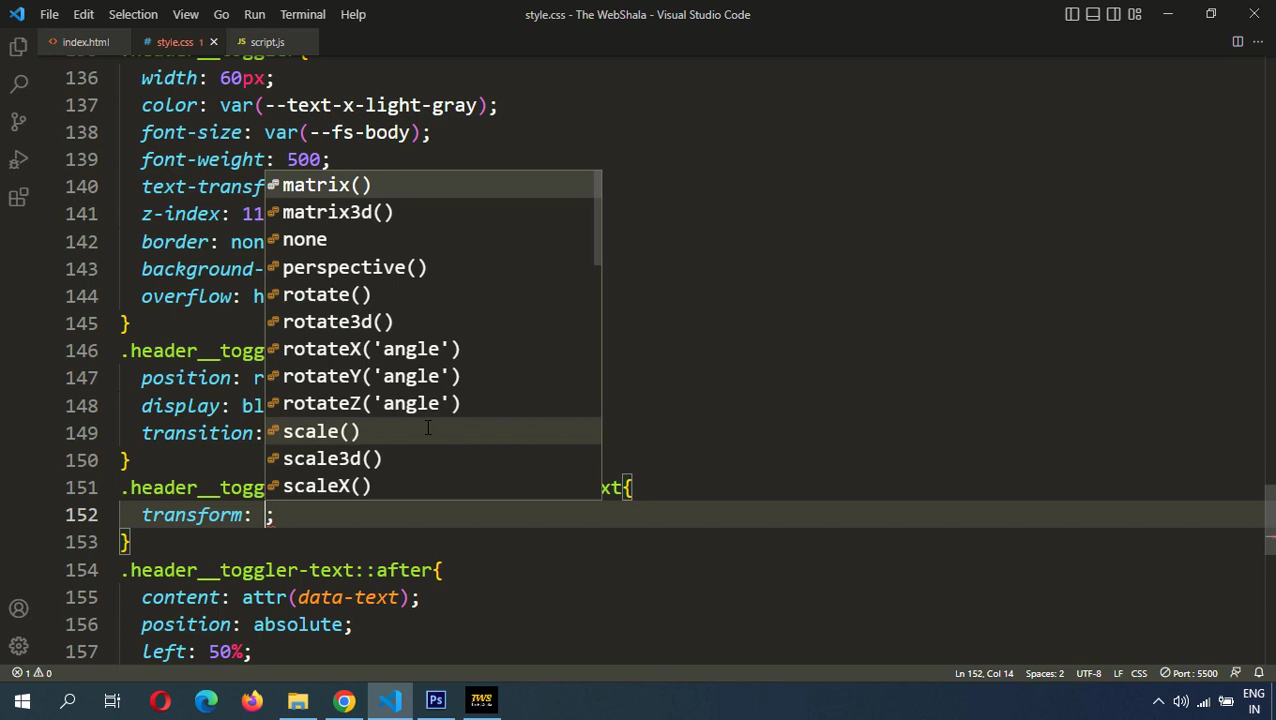 File Edit Selection View Go Run Terminal Help style.css - The WebShala - Visual Studio Code
index.html style.css 1 script.js
136 width: 60px;
137 color: var(--text-x-light-gray);
138 font-size: var(--fs-body);
139 font-weight: 500;
140 text-transf
matrix()
141 z-index: 11
matrix3d()
142 border: non
none
143 background-
perspective()
144 overflow: h
rotate()
145 }
rotate3d()
146 .header__togg
rotateX('angle')
147 position: r
rotateY('angle')
148 display: bl
rotateZ('angle')
149 transition:
scale()
150 }
scale3d()
151 .header__togg xt{
scaleX()
152 transform: ;
153 }
154 .header__toggler-text::after{
155 content: attr(data-text);
156 position: absolute;
157 left: 50%;
1 0 Ln 152, Col 14 Spaces: 2 UTF-8 LF CSS Port : 5500
Ps TWS ENG
IN